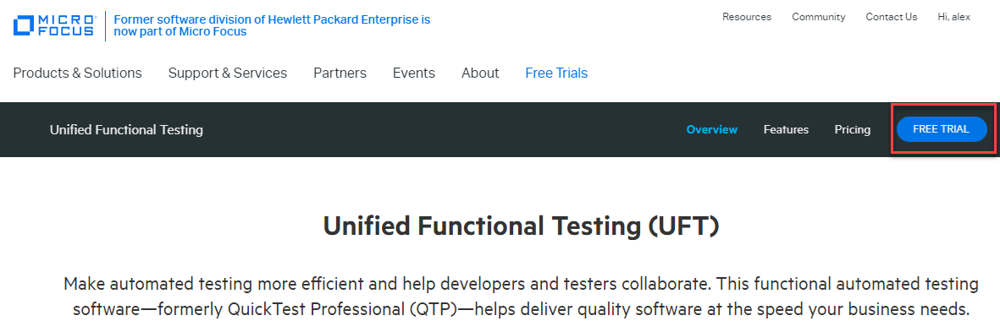 MICRO
FOCUS
Former software division of Hewlett Packard Enterprise is
now part of Micro Focus
Resources Community Contact Us Hi, alex
Products & Solutions Support & Services Partners Events About Free Trials
Unified Functional Testing Overview Features Pricing FREE TRIAL
Unified Functional Testing (UFT)
Make automated testing more efficient and help developers and testers collaborate. This functional automated testing
software—formerly QuickTest Professional (QTP)—helps deliver quality software at the speed your business needs.